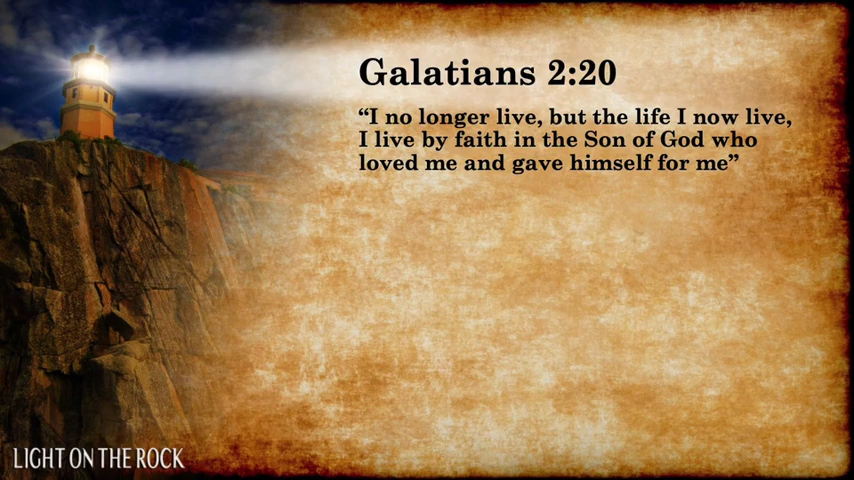 Galatians 2:20
“I no longer live, but the life I now live,
I live by faith in the Son of God who
loved me and gave himself for me”
LIGHT ON THE ROCK